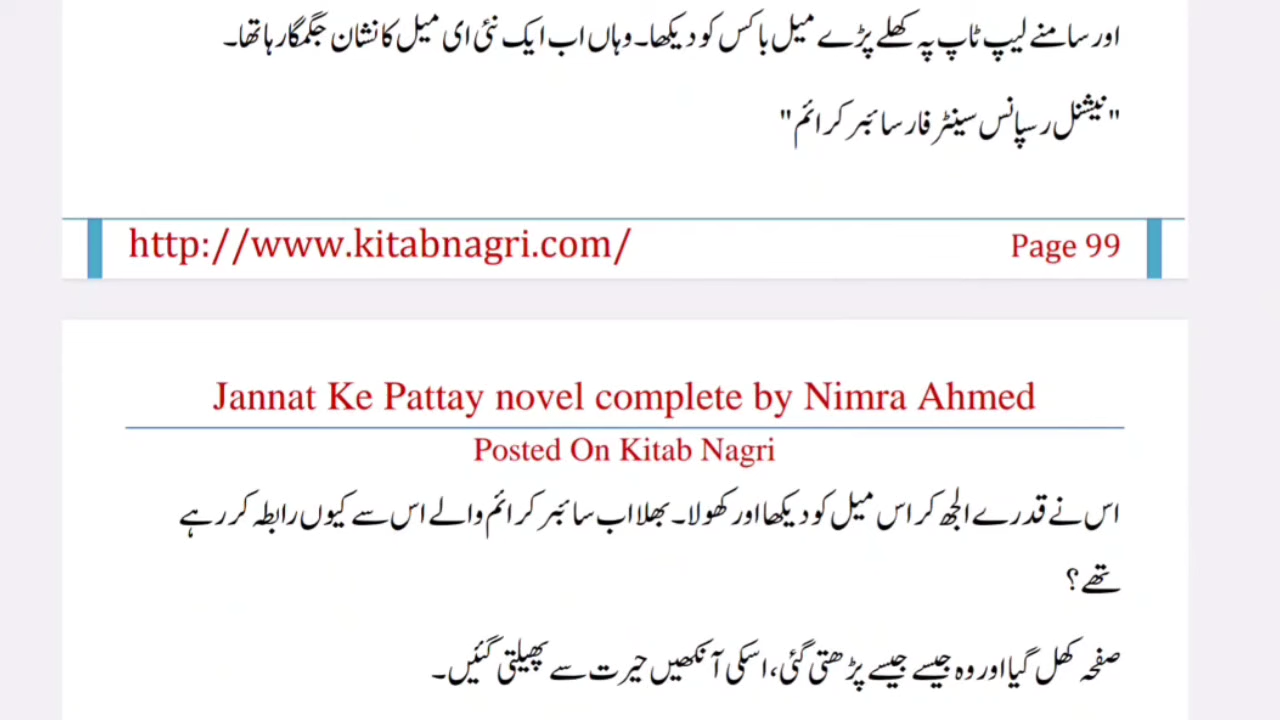 اور سامنے لیپ ٹاپ پہ کھلے پڑے میل باکس کو دیکھا۔ وہاں اب ایک نئی ای میل کا نشان جگمگا رہا تھا۔
"نیشنل رسپانس سینٹر فار سائبر کرائم"
http://www.kitabnagri.com/ Page 99
Jannat Ke Pattay novel complete by Nimra Ahmed
Posted On Kitab Nagri
اس نے قدرے الجھ کر اس میل کو دیکھا اور کھولا۔ بھلا اب سائبر کرائم والے اس سے کیوں رابطہ کر رہے
تھے؟
صفحہ کھل گیا اور وہ جیسے جیسے پڑھتی گئی، اسکی آنکھیں حیرت سے پھیلتی گئیں۔